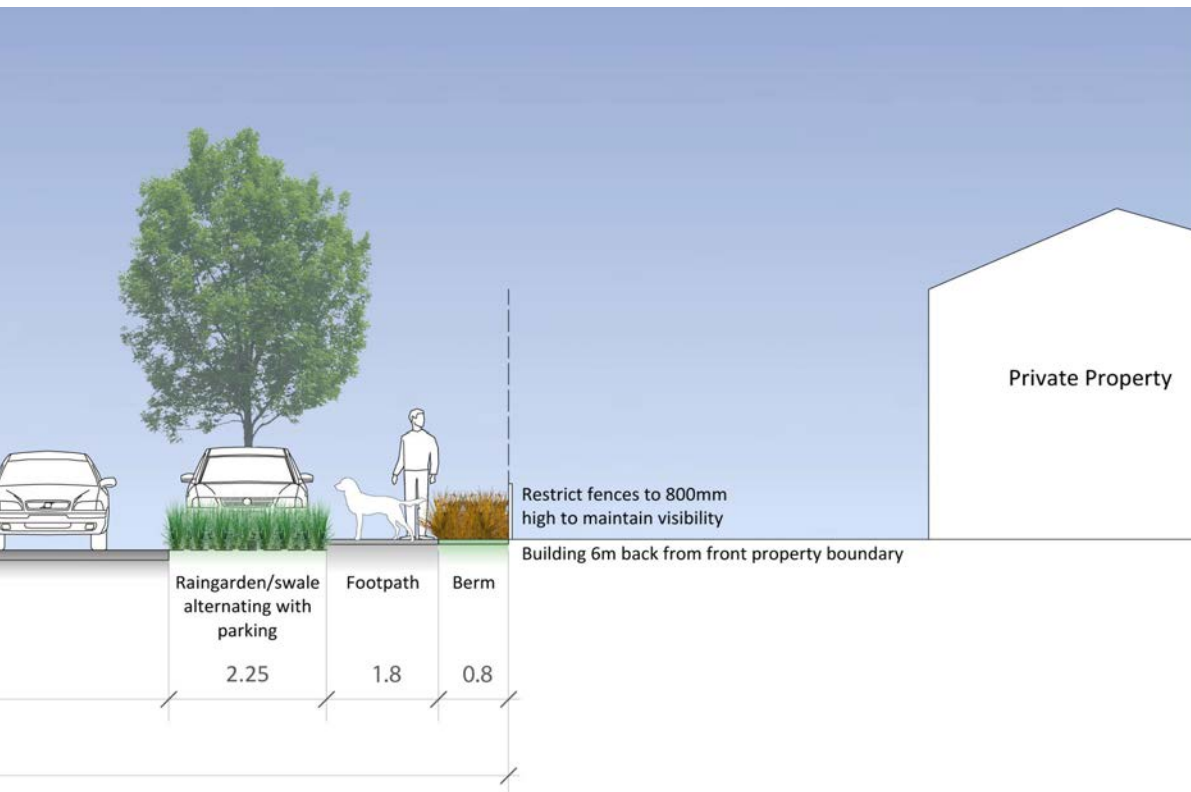 Private Property
Restrict fences to 800mm
high to maintain visibility
Building 6m back from front property boundary
Raingarden/swale
alternating with
parking
Footpath
Berm
2.25
1.8
0.8